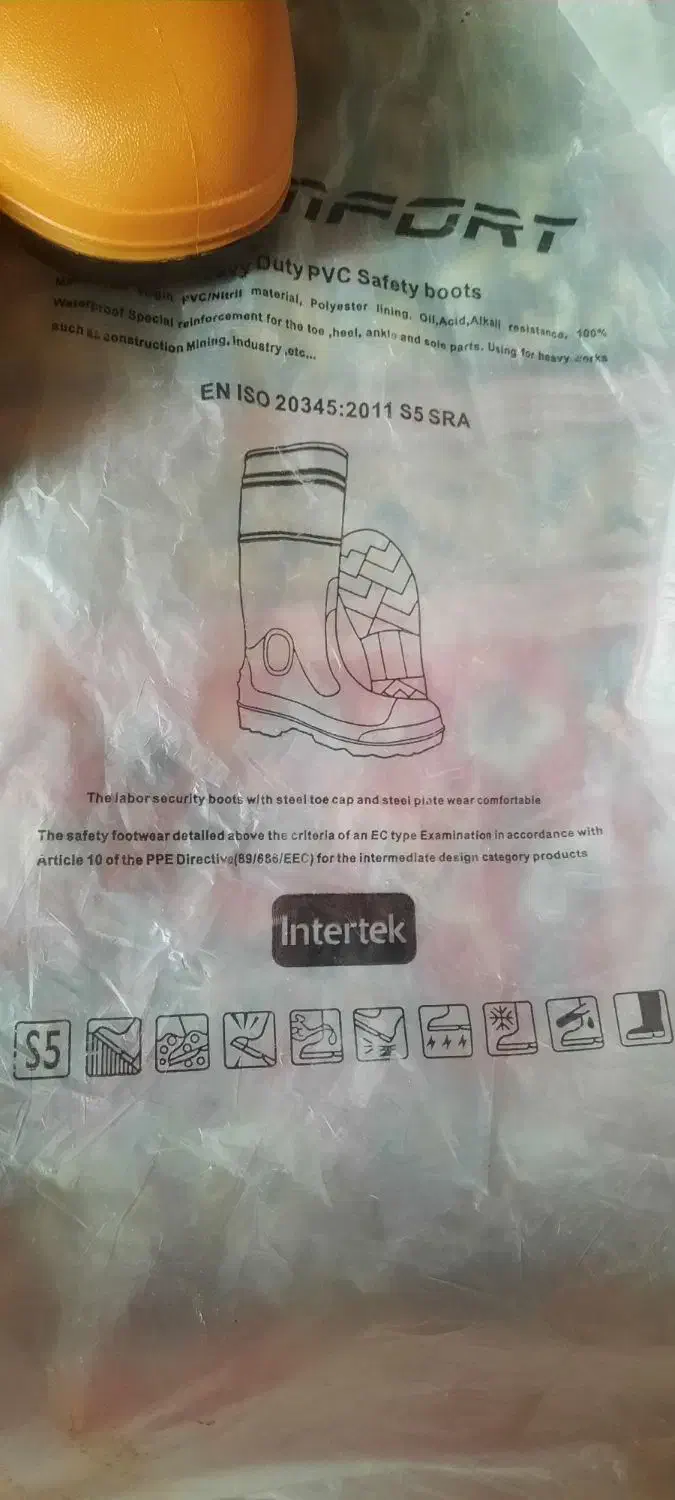 MFORT
Duty PVC Safety boots
PVC/Nitril material, Polyester lining. Oil,Acid,Alkali resistance, 100%
Waterproof Special reinforcement for the toe ,heel, ankle and sole parts. Using for heavy works
such as construction Mining, Industry ,etc...
EN ISO 20345:2011 S5 SRA
The labor security boots with steel toe cap and steel plate wear comfortable
The safety footwear detailed above the criteria of an EC type Examination in accordance with
Article 10 of the PPE Directive(89/686/EEC) for the intermediate design category products
Intertek
S5